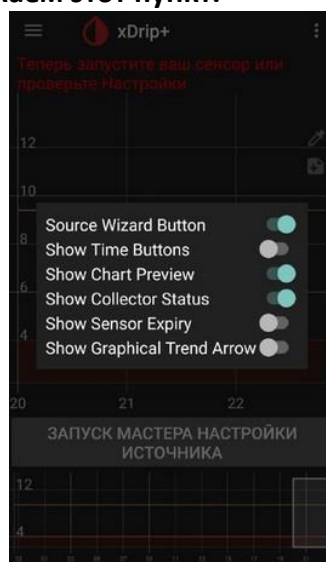 xDrip+
Теперь запустите ваш сенсор или
проверьте Настройки
12
10
Source Wizard Button
8
Show Time Buttons
Show Chart Preview
6
Show Collector Status
Show Sensor Expiry
4
Show Graphical Trend Arrow
20 21 22
ЗАПУСК МАСТЕРА НАСТРОЙКИ
ИСТОЧНИКА
12
4